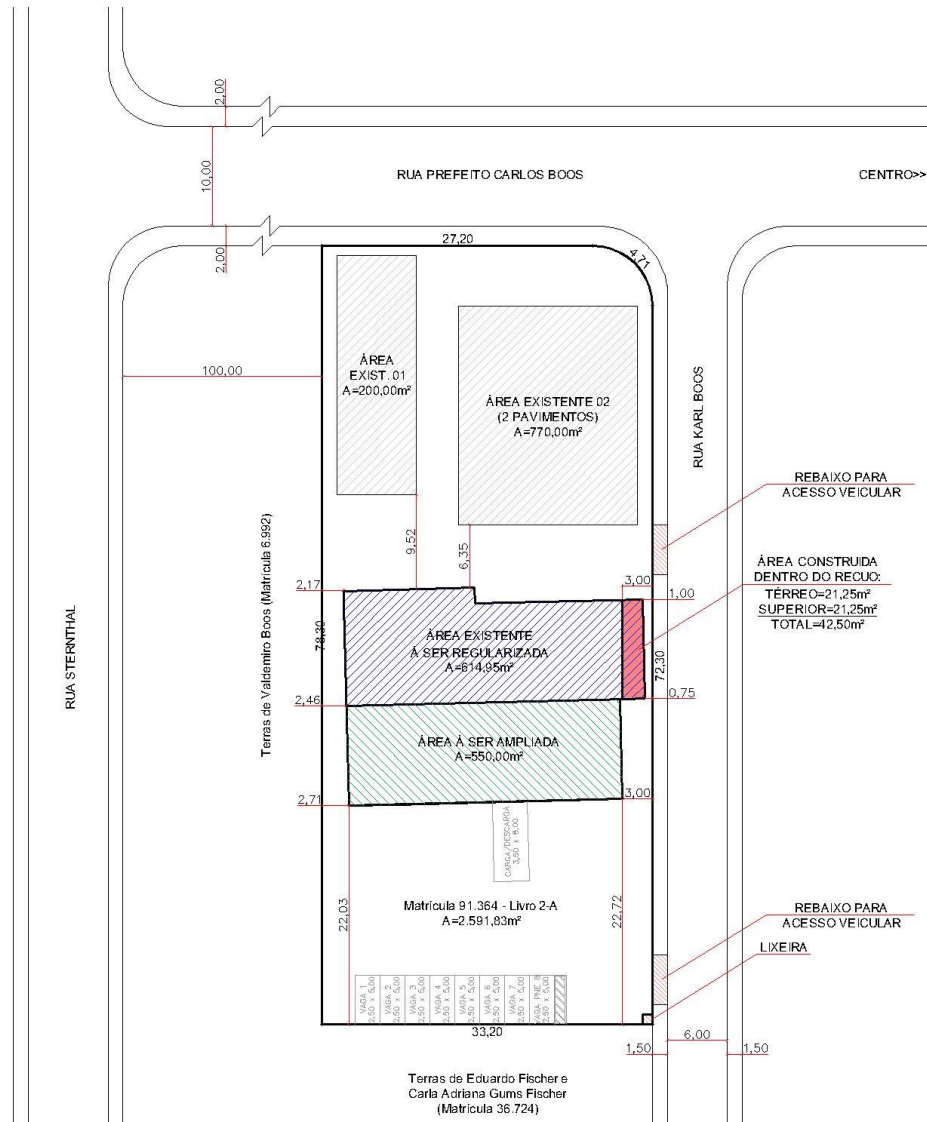 2,00
10,00
2,00
RUA PREFEITO CARLOS BOOS
CENTRO>>
27,20
4,71
100,00
ÁREA
EXIST. 01
A=200,00m²
ÁREA EXISTENTE 02
(2 PAVIMENTOS)
A=770,00m²
RUA KARL BOOS
REBAIXO PARA
ACESSO VEICULAR
9,52
6,35
Terras de Valdemiro Boos (Matrícula 6.992)
2,17
3,00
1,00
ÁREA CONSTRUIDA
DENTRO DO RECUO:
TÉRREO=21,25m²
SUPERIOR=21,25m²
TOTAL=42,50m²
78,30
ÁREA EXISTENTE
À SER REGULARIZADA
A=614,95m²
72,30
RUA STERNTHAL
2,46
0,75
ÁREA À SER AMPLIADA
A=550,00m²
2,71
3,00
CARGA/DESCARGA
3,50 x 8,00
22,03
Matrícula 91.364 - Livro 2-A
A=2.591,83m²
22,72
REBAIXO PARA
ACESSO VEICULAR
LIXEIRA
VAGA 1
2,50 x 5,00
VAGA 2
2,50 x 5,00
VAGA 3
2,50 x 5,00
VAGA 4
2,50 x 5,00
VAGA 5
2,50 x 5,00
VAGA 6
2,50 x 5,00
VAGA 7
2,50 x 5,00
VAGA PNE 8
2,50 x 5,00
33,20
1,50
6,00
1,50
Terras de Eduardo Fischer e
Carla Adriana Gums Fischer
(Matrícula 36.724)